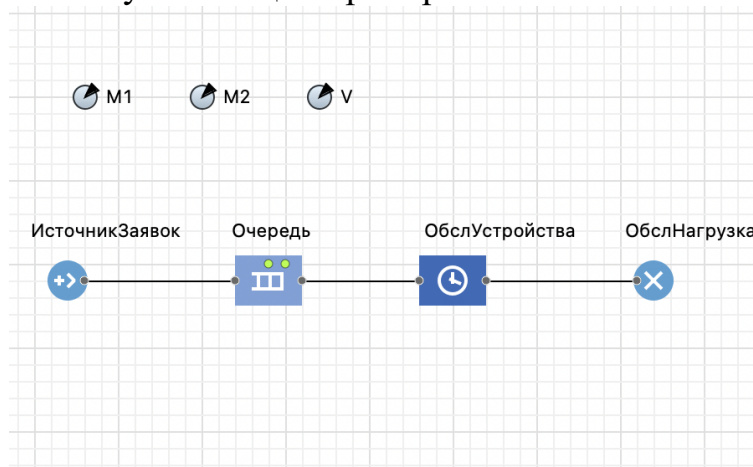 M1 M2 V
ИсточникЗаявок Очередь ОбслУстройства ОбслНагрузка